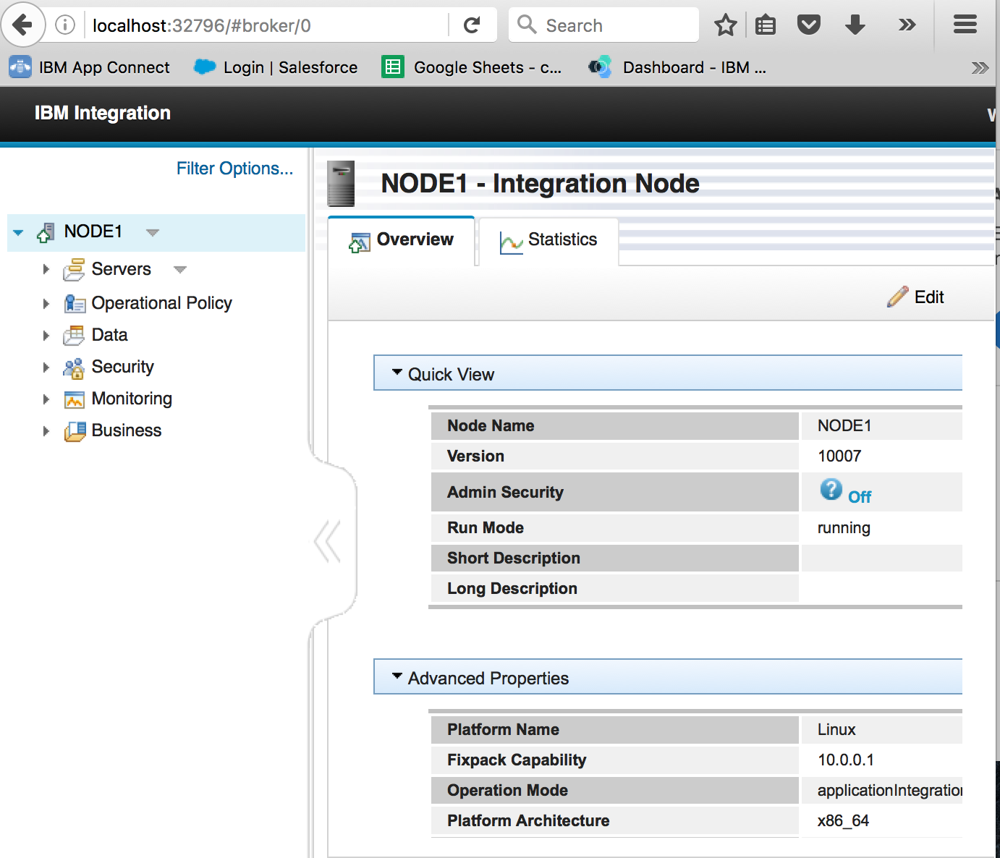 localhost:32796/#broker/0
Search
IBM App Connect
Login | Salesforce
Google Sheets - c...
Dashboard - IBM ...
IBM Integration
Filter Options...
NODE1
Servers
Operational Policy
Data
Security
Monitoring
Business
NODE1 - Integration Node
Overview
Statistics
Edit
Quick View
Node Name NODE1
Version 10007
Admin Security ? Off
Run Mode running
Short Description
Long Description
Advanced Properties
Platform Name Linux
Fixpack Capability 10.0.0.1
Operation Mode applicationIntegration
Platform Architecture x86_64